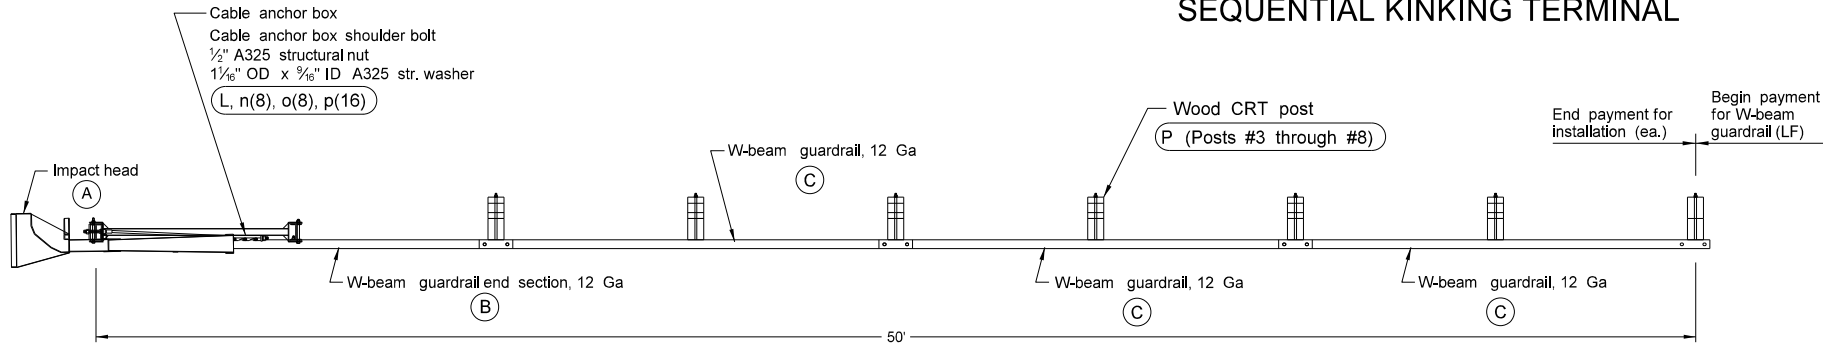 SEQUENTIAL KINKING TERMINAL
Cable anchor box
Cable anchor box shoulder bolt
½" A325 structural nut
1 1/16" OD x 9/16" ID A325 str. washer
L, n(8), o(8), p(16)
Impact head
A
W-beam guardrail, 12 Ga
C
Wood CRT post
P (Posts #3 through #8)
End payment for
installation (ea.)
Begin payment
for W-beam
guardrail (LF)
W-beam guardrail end section, 12 Ga
B
W-beam guardrail, 12 Ga
C
W-beam guardrail, 12 Ga
C
50'